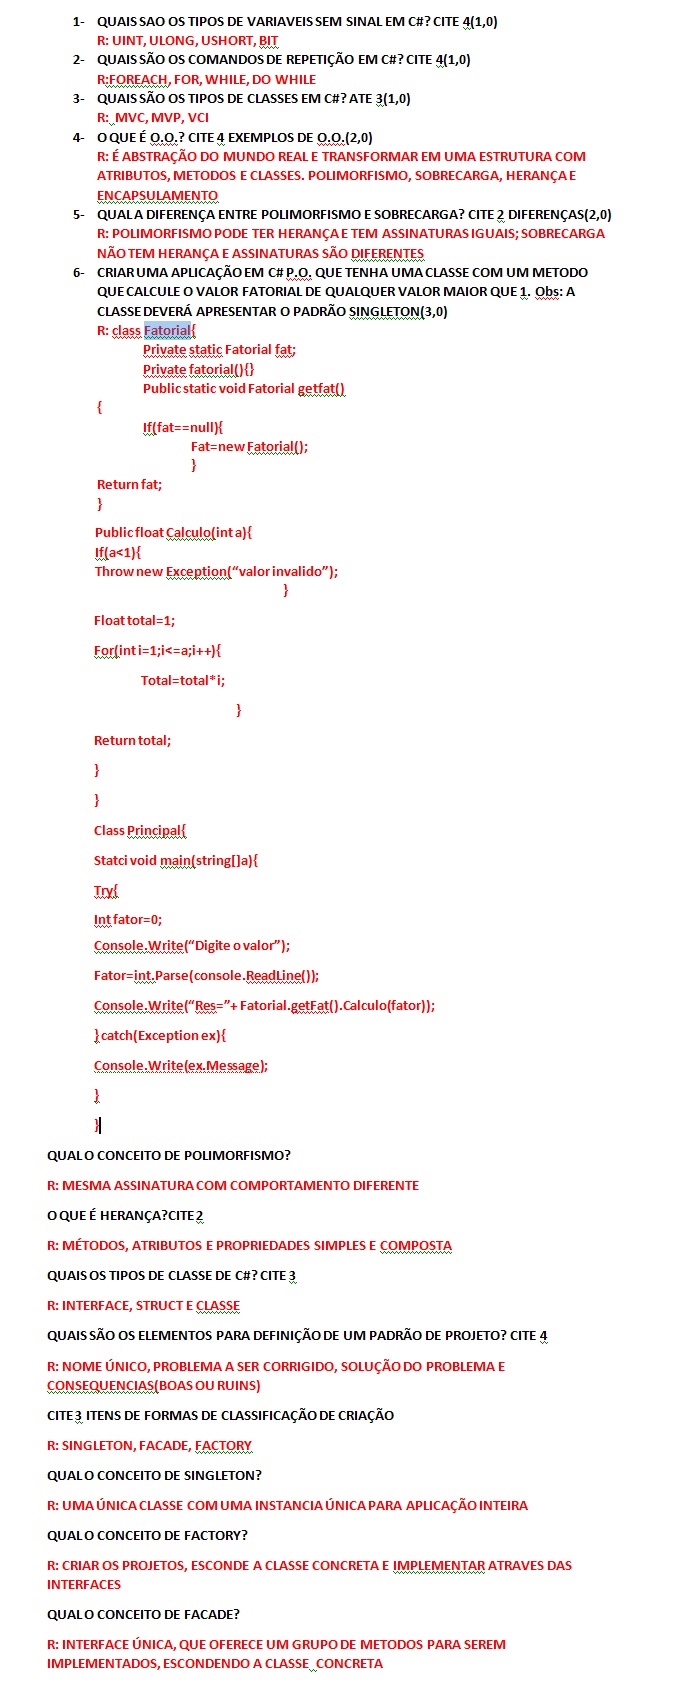 1- QUAIS SAO OS TIPOS DE VARIAVEIS SEM SINAL EM C#? CITE 4(1,0)
R: UINT, ULONG, USHORT, BIT
2- QUAIS SÃO OS COMANDOS DE REPETIÇÃO EM C#? CITE 4(1,0)
R:FOREACH, FOR, WHILE, DO WHILE
3- QUAIS SÃO OS TIPOS DE CLASSES EM C#? ATE 3(1,0)
R: MVC, MVP, VCI
4- O QUE É O.O.? CITE 4 EXEMPLOS DE O.O.(2,0)
R: É ABSTRAÇÃO DO MUNDO REAL E TRANSFORMAR EM UMA ESTRUTURA COM
ATRIBUTOS, METODOS E CLASSES. POLIMORFISMO, SOBRECARGA, HERANÇA E
ENCAPSULAMENTO
5- QUAL A DIFERENÇA ENTRE POLIMORFISMO E SOBRECARGA? CITE 2 DIFERENÇAS(2,0)
R: POLIMORFISMO PODE TER HERANÇA E TEM ASSINATURAS IGUAIS; SOBRECARGA
NÃO TEM HERANÇA E ASSINATURAS SÃO DIFERENTES
6- CRIAR UMA APLICAÇÃO EM C# P.O. QUE TENHA UMA CLASSE COM UM METODO
QUE CALCULE O VALOR FATORIAL DE QUALQUER VALOR MAIOR QUE 1. Obs: A
CLASSE DEVERÁ APRESENTAR O PADRÃO SINGLETON(3,0)
R: class Fatorial{
Private static Fatorial fat;
Private fatorial(){}
Public static void Fatorial getfat()
{
If(fat==null){
Fat=new Fatorial();
}
Return fat;
}
Public float Calculo(int a){
If(a<1){
Throw new Exception(“valor invalido”);
}
Float total=1;
For(int i=1;i<=a;i++){
Total=total*i;
}
Return total;
}
}
Class Principal{
Statci void main(string[]a){
Try{
Int fator=0;
Console.Write(“Digite o valor”);
Fator=int.Parse(console.ReadLine());
Console.Write(“Res=”+ Fatorial.getFat().Calculo(fator));
} catch(Exception ex){
Console.Write(ex.Message);
}
}
QUAL O CONCEITO DE POLIMORFISMO?
R: MESMA ASSINATURA COM COMPORTAMENTO DIFERENTE
O QUE É HERANÇA?CITE 2
R: MÉTODOS, ATRIBUTOS E PROPRIEDADES SIMPLES E COMPOSTA
QUAIS OS TIPOS DE CLASSE DE C#? CITE 3
R: INTERFACE, STRUCT E CLASSE
QUAIS SÃO OS ELEMENTOS PARA DEFINIÇÃO DE UM PADRÃO DE PROJETO? CITE 4
R: NOME ÚNICO, PROBLEMA A SER CORRIGIDO, SOLUÇÃO DO PROBLEMA E
CONSEQUENCIAS(BOAS OU RUINS)
CITE 3 ITENS DE FORMAS DE CLASSIFICAÇÃO DE CRIAÇÃO
R: SINGLETON, FACADE, FACTORY
QUAL O CONCEITO DE SINGLETON?
R: UMA ÚNICA CLASSE COM UMA INSTANCIA ÚNICA PARA APLICAÇÃO INTEIRA
QUAL O CONCEITO DE FACTORY?
R: CRIAR OS PROJETOS, ESCONDE A CLASSE CONCRETA E IMPLEMENTAR ATRAVES DAS
INTERFACES
QUAL O CONCEITO DE FACADE?
R: INTERFACE ÚNICA, QUE OFERECE UM GRUPO DE METODOS PARA SEREM
IMPLEMENTADOS, ESCONDENDO A CLASSE CONCRETA